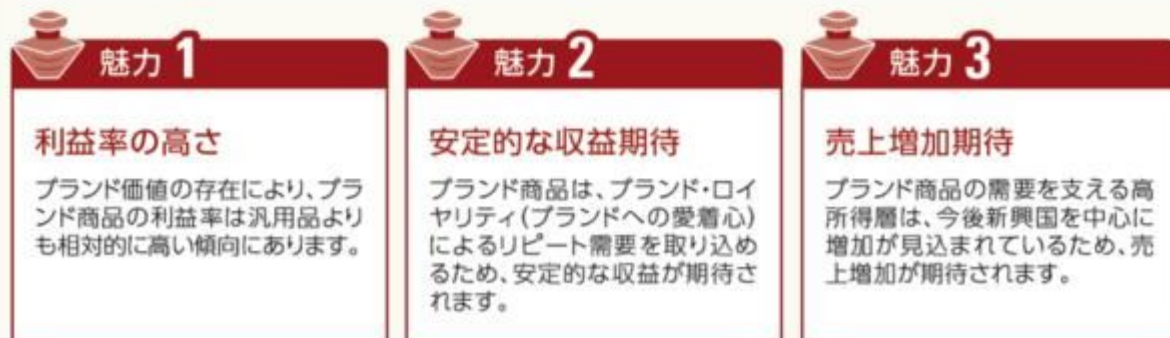 魅力1
利益率の高さ
ブランド価値の存在により、ブラ
ンド商品の利益率は汎用品より
も相対的に高い傾向にあります。
魅力2
安定的な収益期待
ブランド商品は、ブランド・ロイ
ヤリティ(ブランドへの愛着心)
によるリピート需要を取り込め
るため、安定的な収益が期待さ
れます。
魅力3
売上増加期待
ブランド商品の需要を支える高
所得層は、今後新興国を中心に
増加が見込まれているため、売
上増加が期待されます。